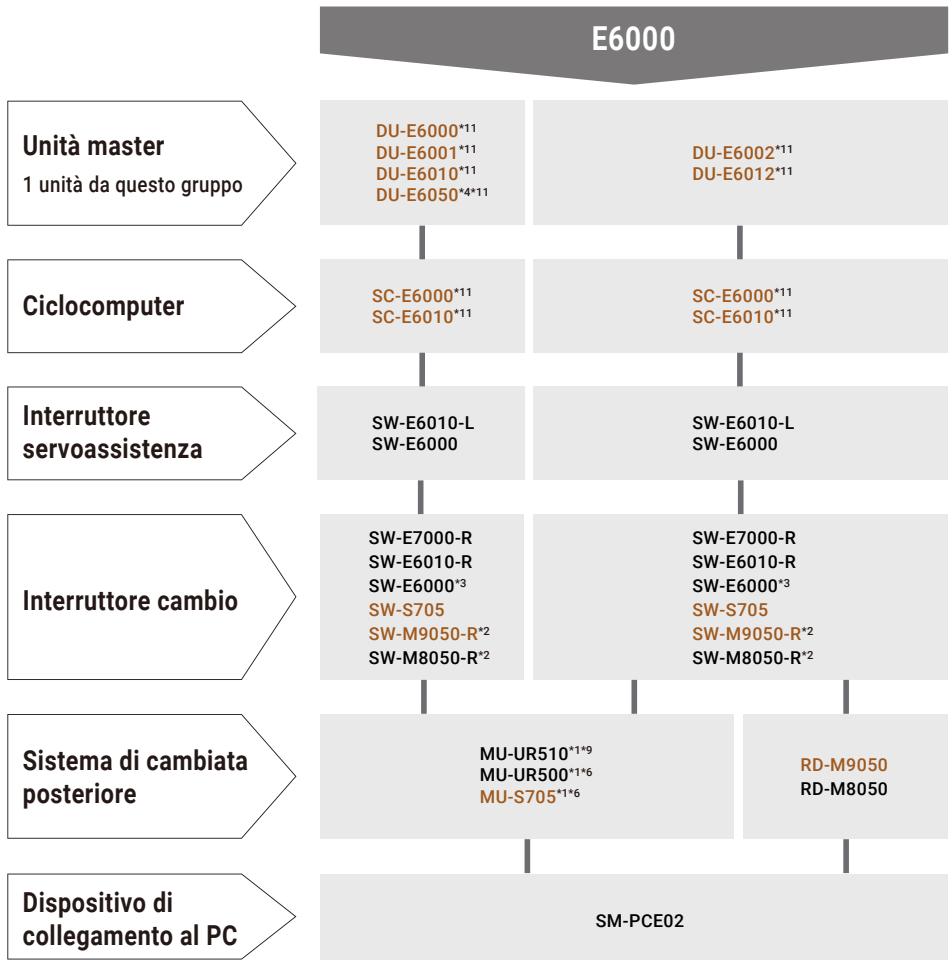 E6000
Unità master
1 unità da questo gruppo
DU-E6000*11
DU-E6001*11
DU-E6010*11
DU-E6050*4*11
DU-E6002*11
DU-E6012*11
Ciclocomputer
SC-E6000*11
SC-E6010*11
SC-E6000*11
SC-E6010*11
Interruttore
servoassistenza
SW-E6010-L
SW-E6000
SW-E6010-L
SW-E6000
Interruttore cambio
SW-E7000-R
SW-E6010-R
SW-E6000*3
SW-S705
SW-M9050-R*2
SW-M8050-R*2
SW-E7000-R
SW-E6010-R
SW-E6000*3
SW-S705
SW-M9050-R*2
SW-M8050-R*2
Sistema di cambiata
posteriore
MU-UR510*1*9
MU-UR500*1*6
MU-S705*1*6
RD-M9050
RD-M8050
Dispositivo di
collegamento al PC
SM-PCE02